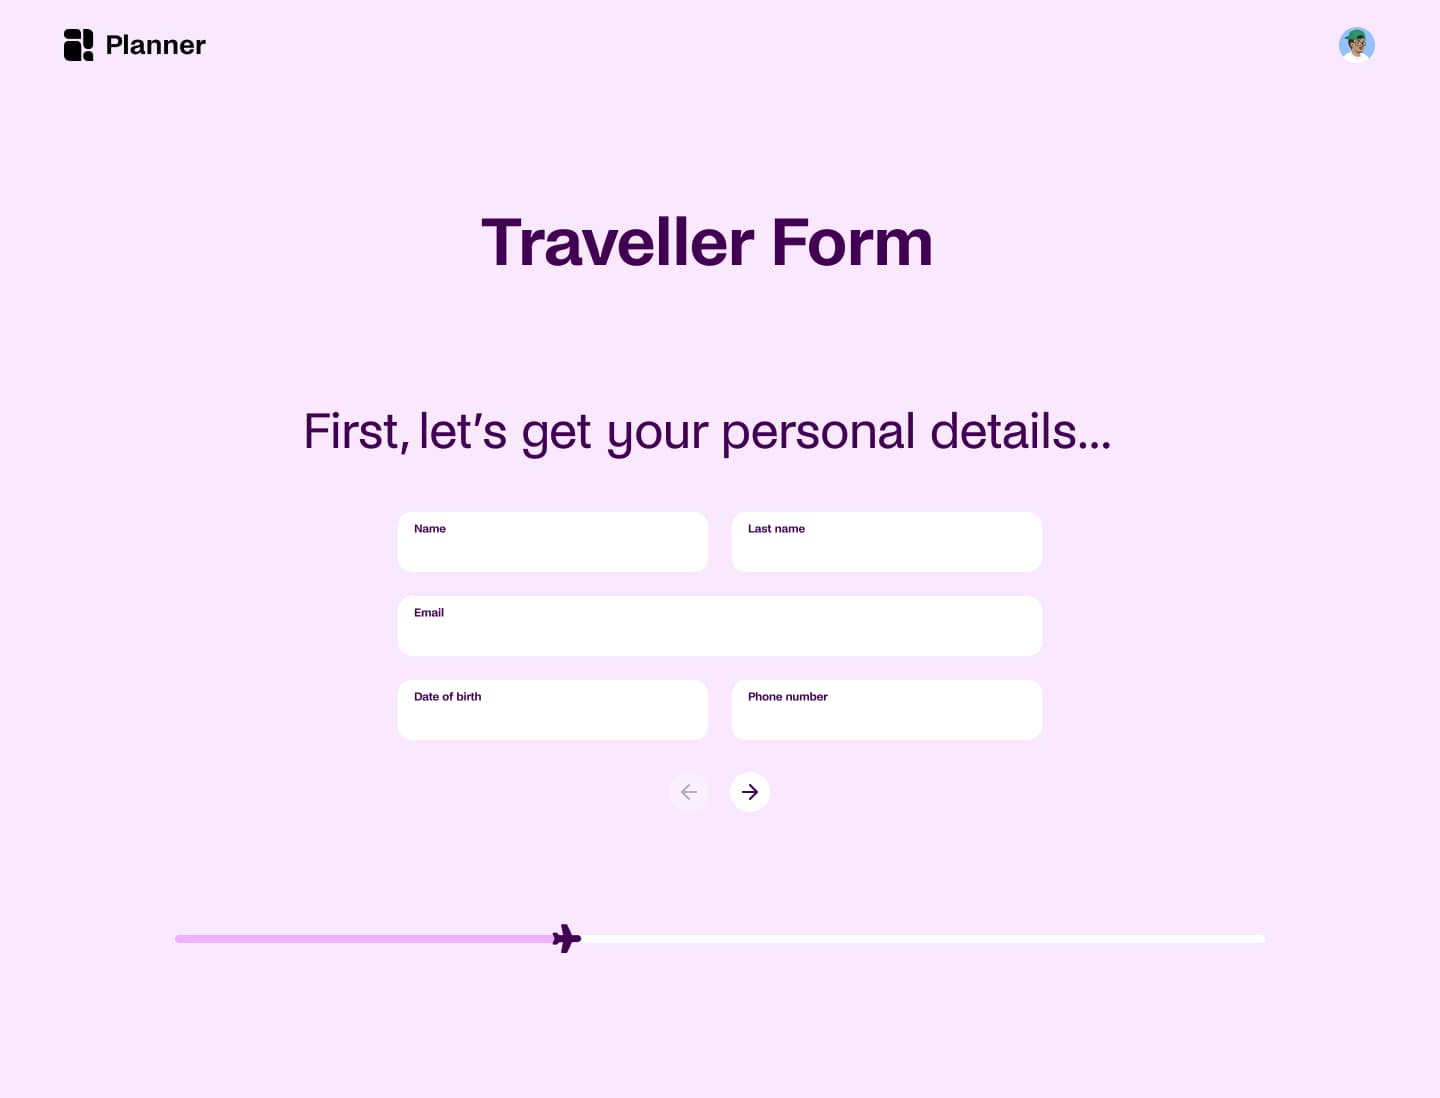 Planner
Traveller Form
First, let’s get your personal details...
Name
Last name
Email
Date of birth
Phone number